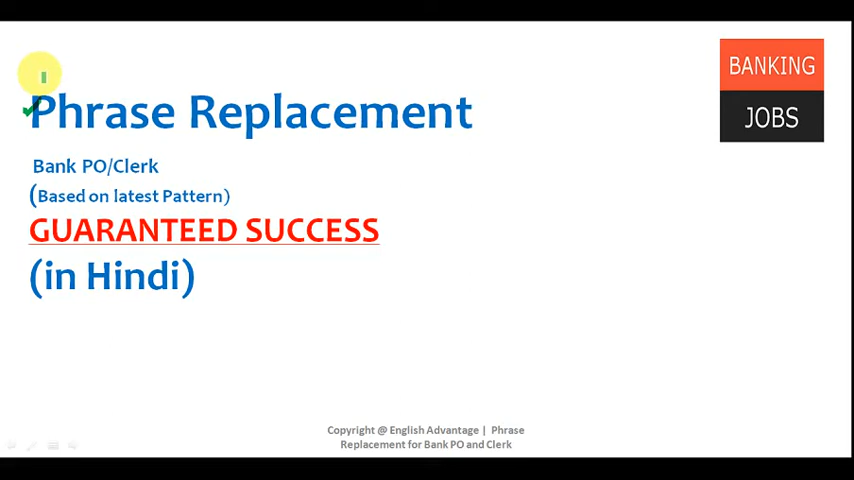 BANKING
JOBS
Phrase Replacement
Bank PO/Clerk
(Based on latest Pattern)
GUARANTEED SUCCESS
(in Hindi)
Copyright @ English Advantage | Phrase
Replacement for Bank PO and Clerk